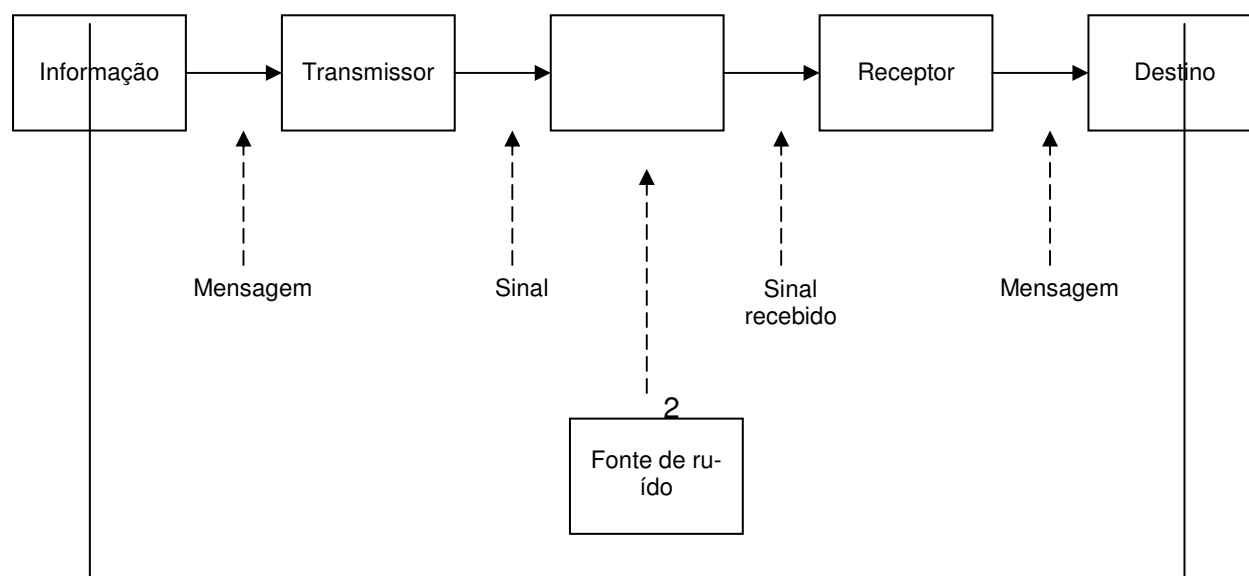 Informação
Transmissor
Receptor
Destino
Mensagem
Sinal
Sinal
recebido
Mensagem
2
Fonte de ru-
ído